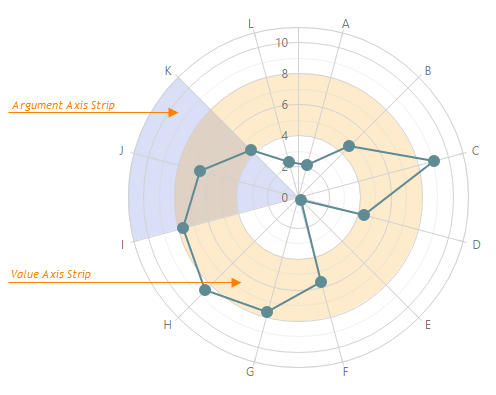 L
A
10
K
B
8
Argument Axis Strip
6
4
J
C
2
0
I
D
Value Axis Strip
H
E
G
F